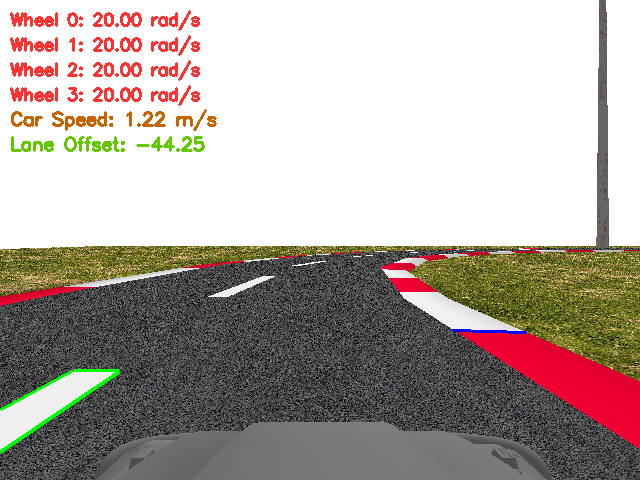 Wheel 0: 20.00 rad/s
Wheel 1: 20.00 rad/s
Wheel 2: 20.00 rad/s
Wheel 3: 20.00 rad/s
Car Speed: 1.22 m/s
Lane Offset: -44.25